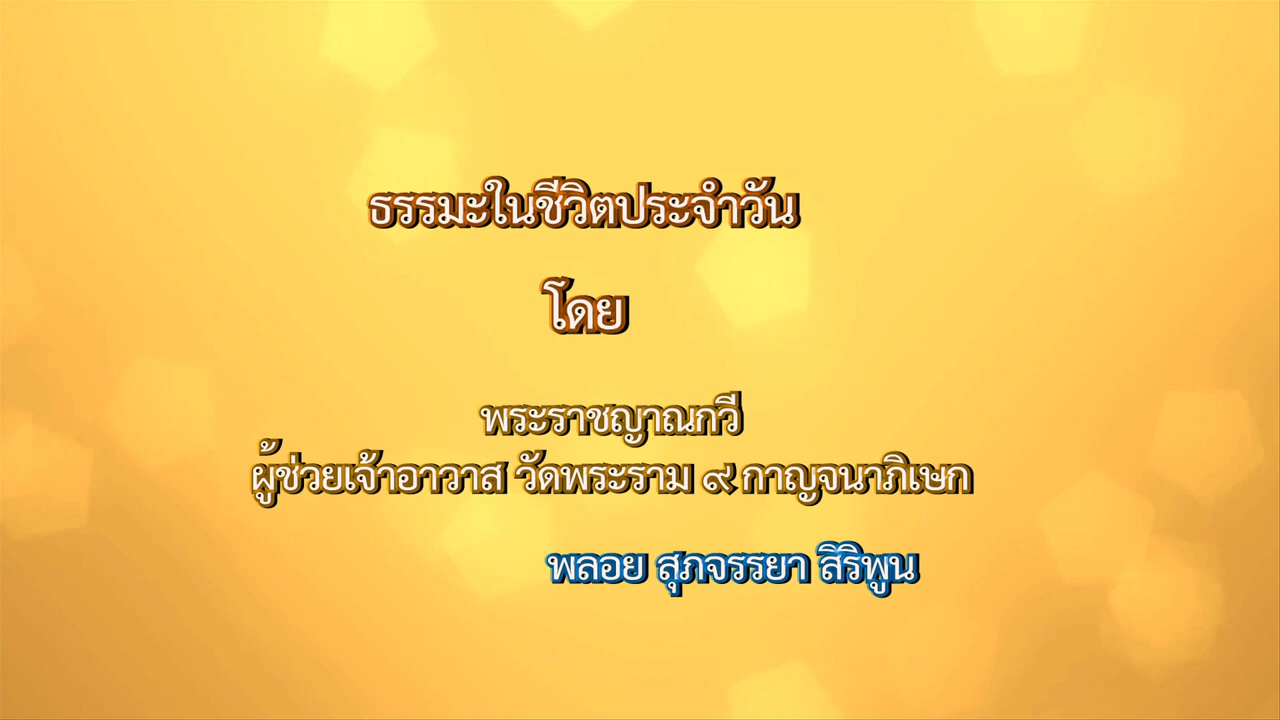 ธรรมะในชีวิตประจำวัน
โดย
พระราชญาณกวี
ผู้ช่วยเจ้าอาวาส วัดพระราม ๙ กาญจนาภิเษก
พลอย สุภจรรยา สิริพูน